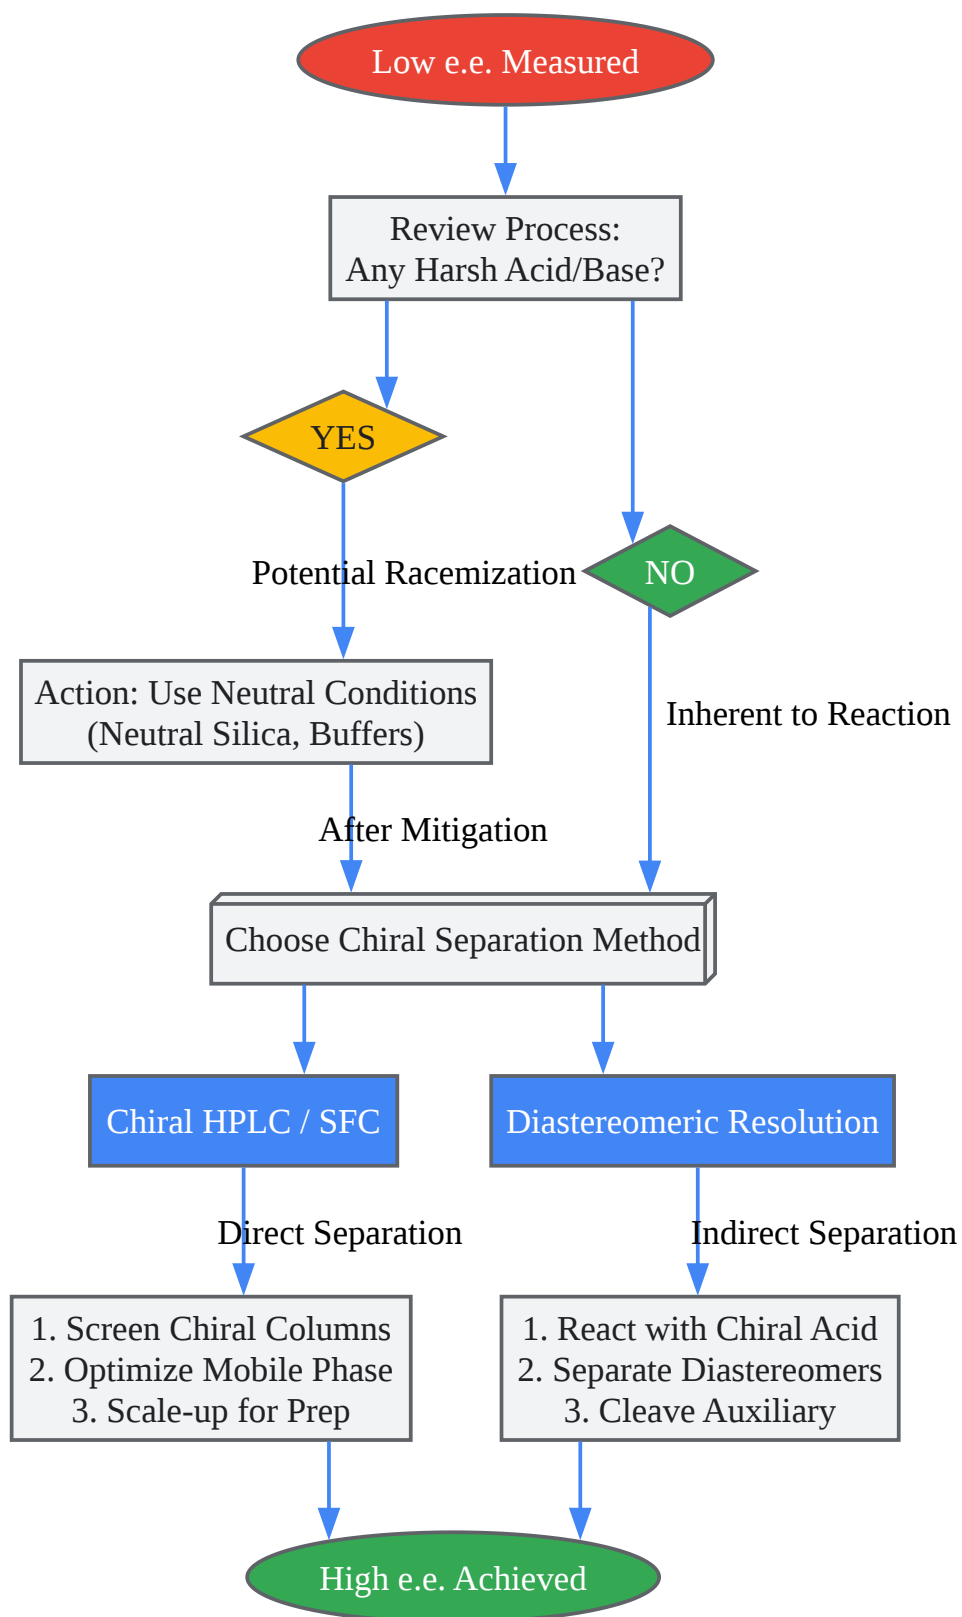 Low e.e. Measured
Review Process:
Any Harsh Acid/Base?
YES
Potential Racemization
NO
Action: Use Neutral Conditions
(Neutral Silica, Buffers)
Inherent to Reaction
After Mitigation
Choose Chiral Separation Method
Chiral HPLC / SFC
Diastereomeric Resolution
Direct Separation
Indirect Separation
1. Screen Chiral Columns
2. Optimize Mobile Phase
3. Scale-up for Prep
1. React with Chiral Acid
2. Separate Diastereomers
3. Cleave Auxiliary
High e.e. Achieved